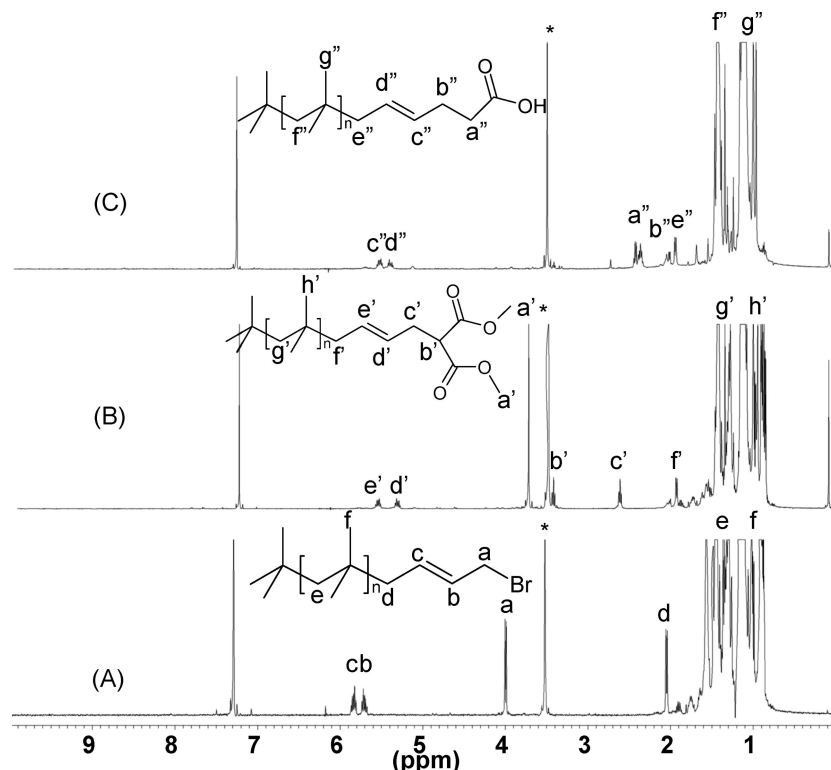 * f” g”
g”
d” b” O
OH
n
f” e” c” a”
(C)
a”
b” e”
c” d”
h’
e’ c’ O
O a’ * g’ h’
n
g’ f’ d’ b’
O
O
a’
(B)
b’ c’ f’
e’ d’
f * e f
c a
Br
n
e d b a
d
cb
(A)
9 8 7 6 5 4 3 2 1
(ppm)